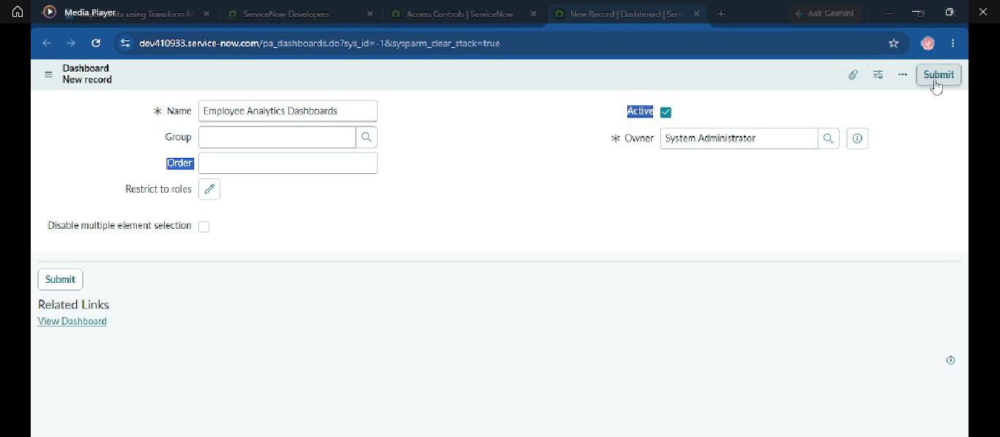 Media Player
ata using Transform M
ServiceNow Developers
Access Controls | ServiceNow
New Record | Dashboard | Serv
Ask Gemini
dev410933.service-now.com/pa_dashboards.do?sys_id=-1&sysparm_clear_stack=true
Dashboard
New record
Submit
* Name Employee Analytics Dashboards
Active
Group
* Owner System Administrator
Order
Restrict to roles
Disable multiple element selection
Submit
Related Links
View Dashboard